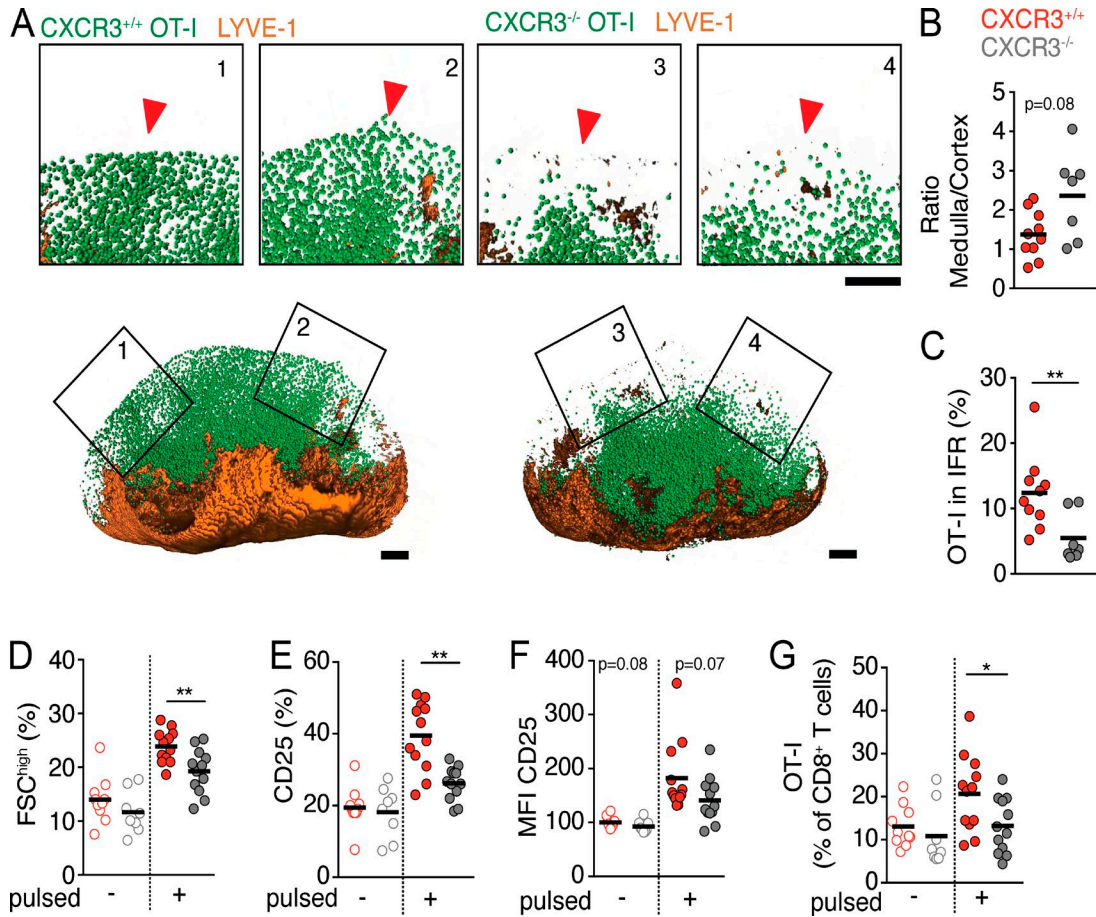 A
CXCR3+/+ OT-I LYVE-1
CXCR3-/- OT-I LYVE-1
1
2
3
4
1
2
3
4
B
CXCR3+/+
CXCR3-/-
p=0.08
Ratio
Medulla/Cortex
5
4
3
2
1
0
C
**
OT-I in IFR (%)
30
20
10
0
D
FSChigh (%)
40
30
20
10
0
**
pulsed - +
E
CD25 (%)
60
40
20
0
**
- +
F
MFI CD25
400
300
200
100
0
p=0.08
p=0.07
pulsed - +
G
OT-I
(% of CD8+ T cells)
50
40
30
20
10
0
*
pulsed - +